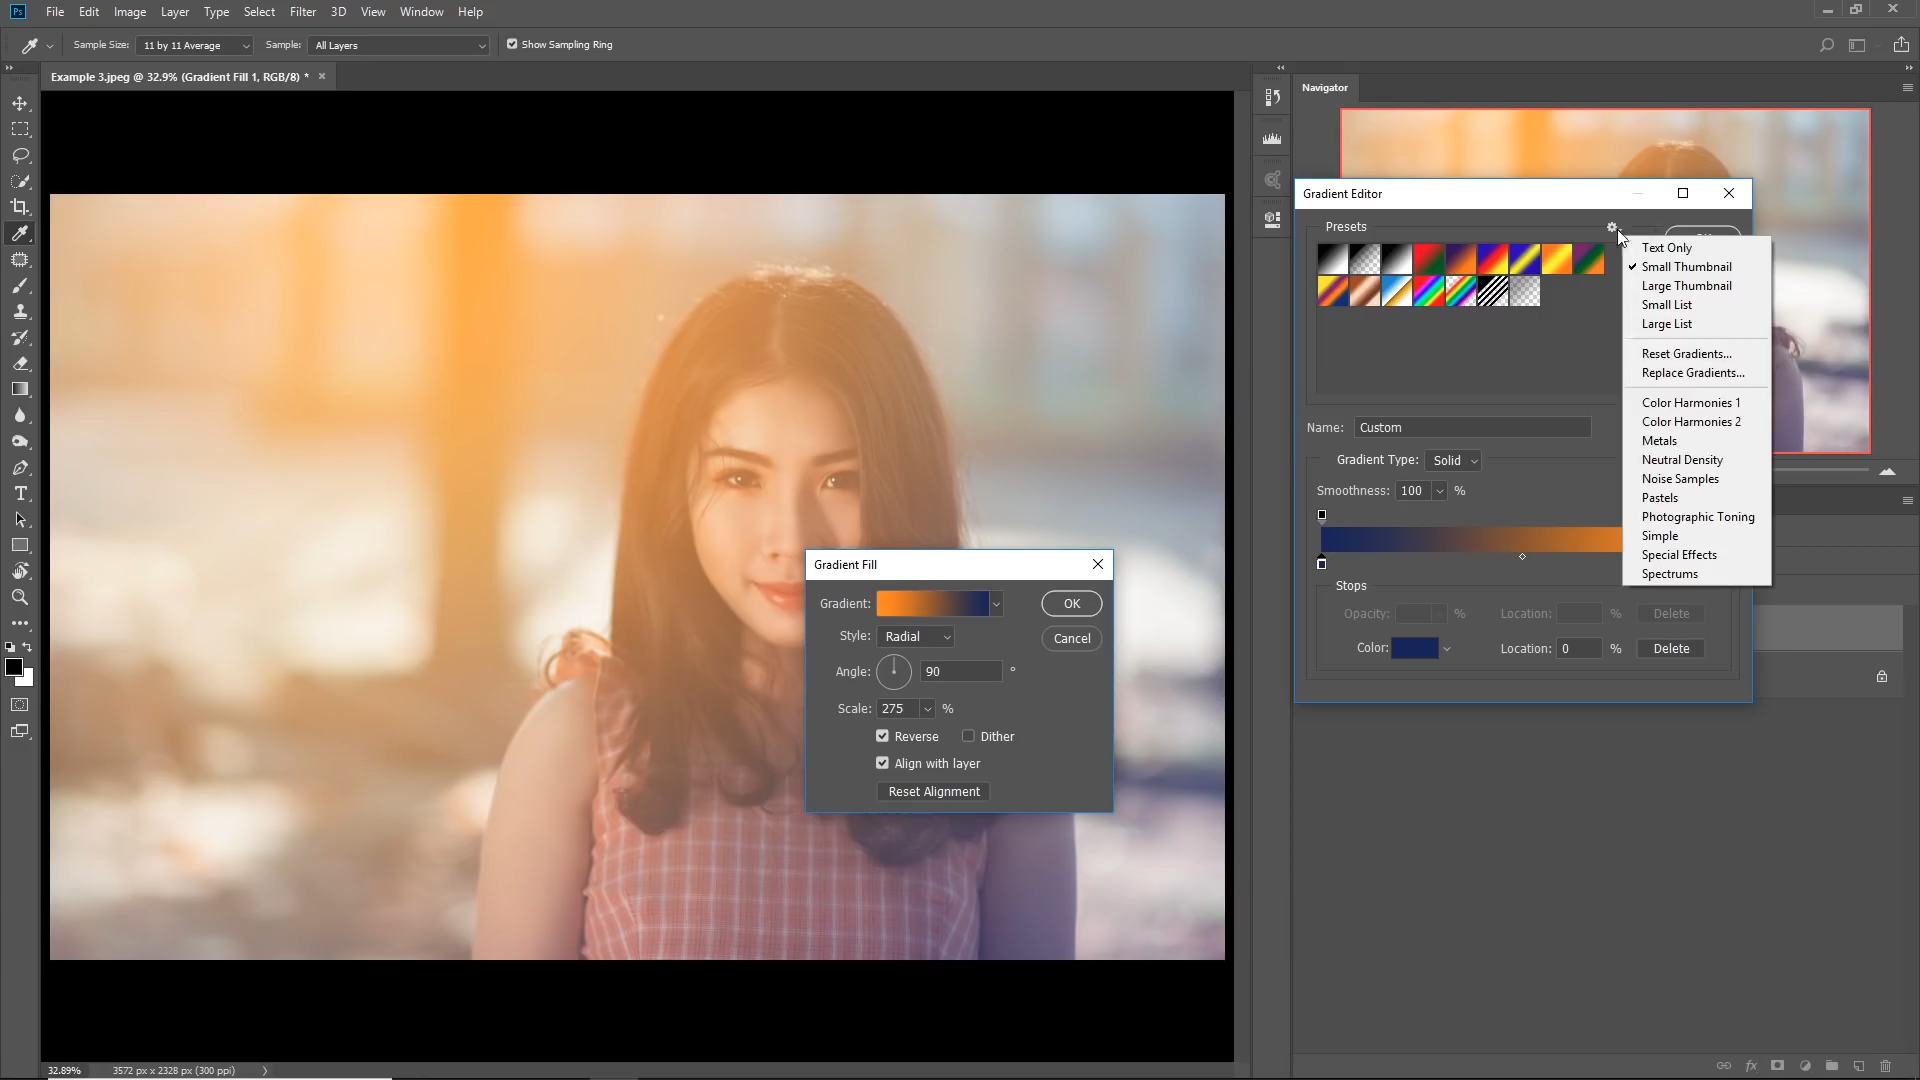 Ps File Edit Image Layer Type Select Filter 3D View Window Help
Sample Size: 11 by 11 Average Sample: All Layers Show Sampling Ring
Example 3.jpeg @ 32.9% (Gradient Fill 1, RGB/8) *
Navigator
Gradient Editor
Presets
Text Only
Small Thumbnail
Large Thumbnail
Small List
Large List
Reset Gradients...
Replace Gradients...
Color Harmonies 1
Color Harmonies 2
Metals
Neutral Density
Noise Samples
Pastels
Photographic Toning
Simple
Special Effects
Spectrums
Name: Custom
Gradient Type: Solid
Smoothness: 100 %
Stops
Opacity: % Location: % Delete
Color: Location: 0 % Delete
Gradient Fill
Gradient: OK
Style: Radial Cancel
Angle: 90 °
Scale: 275 %
Reverse Dither
Align with layer
Reset Alignment
T
fx
32.89% 3572 px x 2328 px (300 ppi)